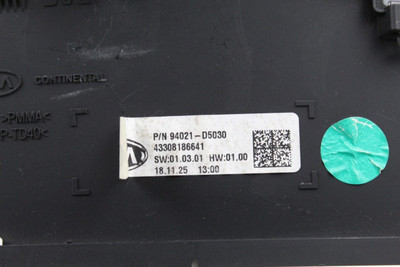 CONTINENTAL
>PMMA<
P-TD40<
P/N 94021-D5030
43308186641
SW:01.03.01 HW:01.00
18.11.25 13:00